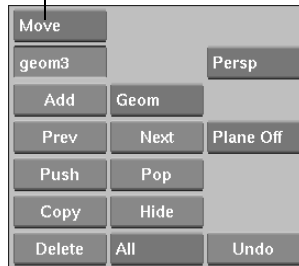 Move
geom3 Persp
Add Geom
Prev Next Plane Off
Push Pop
Copy Hide
Delete All Undo